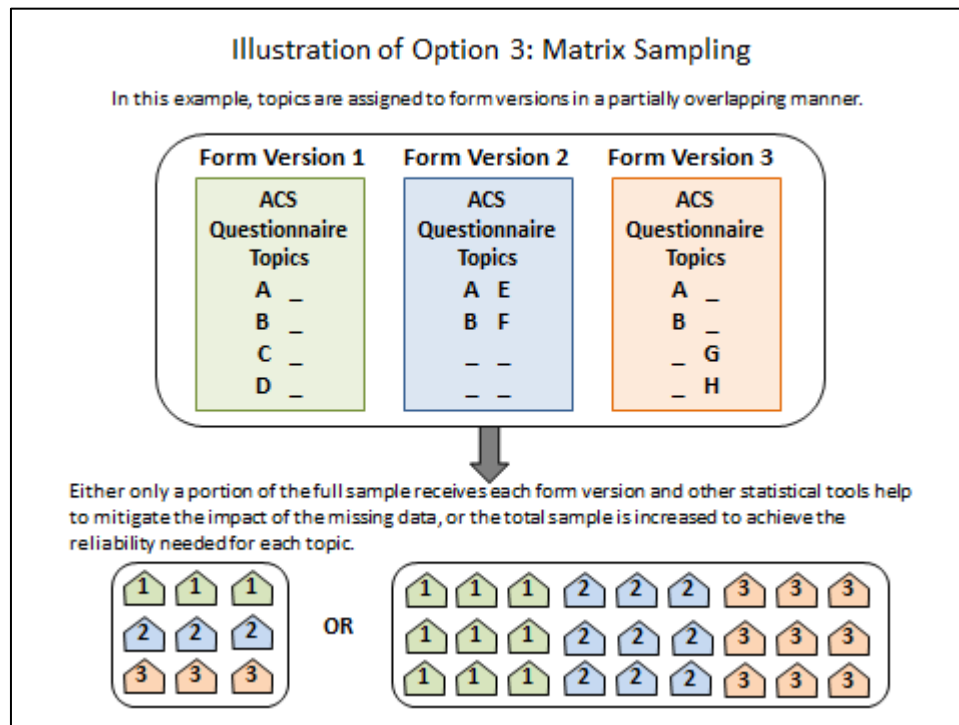 Illustration of Option 3: Matrix Sampling
In this example, topics are assigned to form versions in a partially overlapping manner.
Form Version 1
ACS
Questionnaire
Topics
A _
B _
C _
D _
Form Version 2
ACS
Questionnaire
Topics
A E
B F
_ _
_ _
Form Version 3
ACS
Questionnaire
Topics
A _
B _
_ G
_ H
Either only a portion of the full sample receives each form version and other statistical tools help
to mitigate the impact of the missing data, or the total sample is increased to achieve the
reliability needed for each topic.
1 1 1
2 2 2
3 3 3
OR
1 1 1 2 2 2 3 3 3
1 1 1 2 2 2 3 3 3
1 1 1 2 2 2 3 3 3